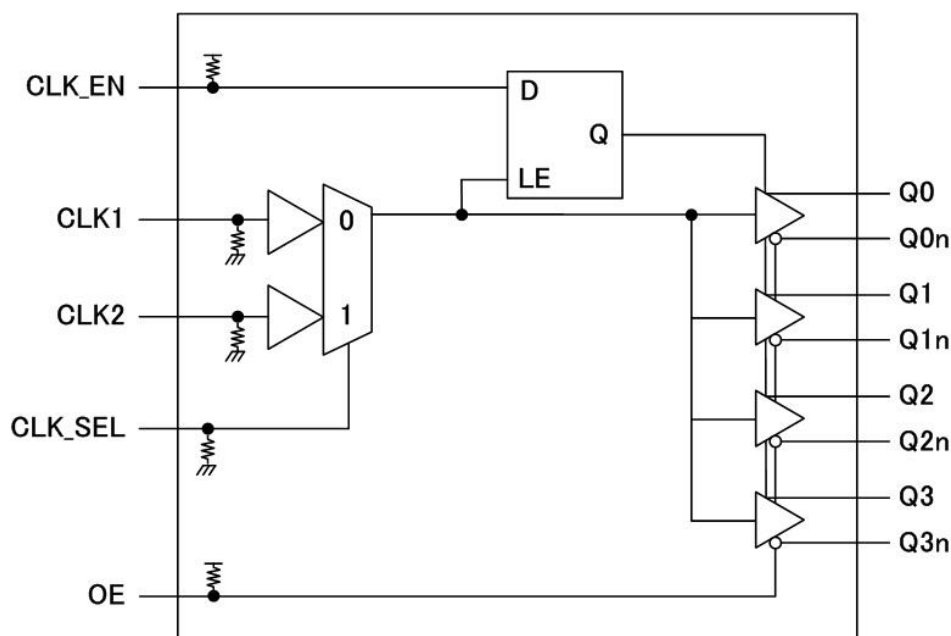 CLK_EN
D
Q
LE
Q0
CLK1
0
Q0n
Q1
CLK2
1
Q1n
Q2
CLK_SEL
Q2n
Q3
Q3n
OE